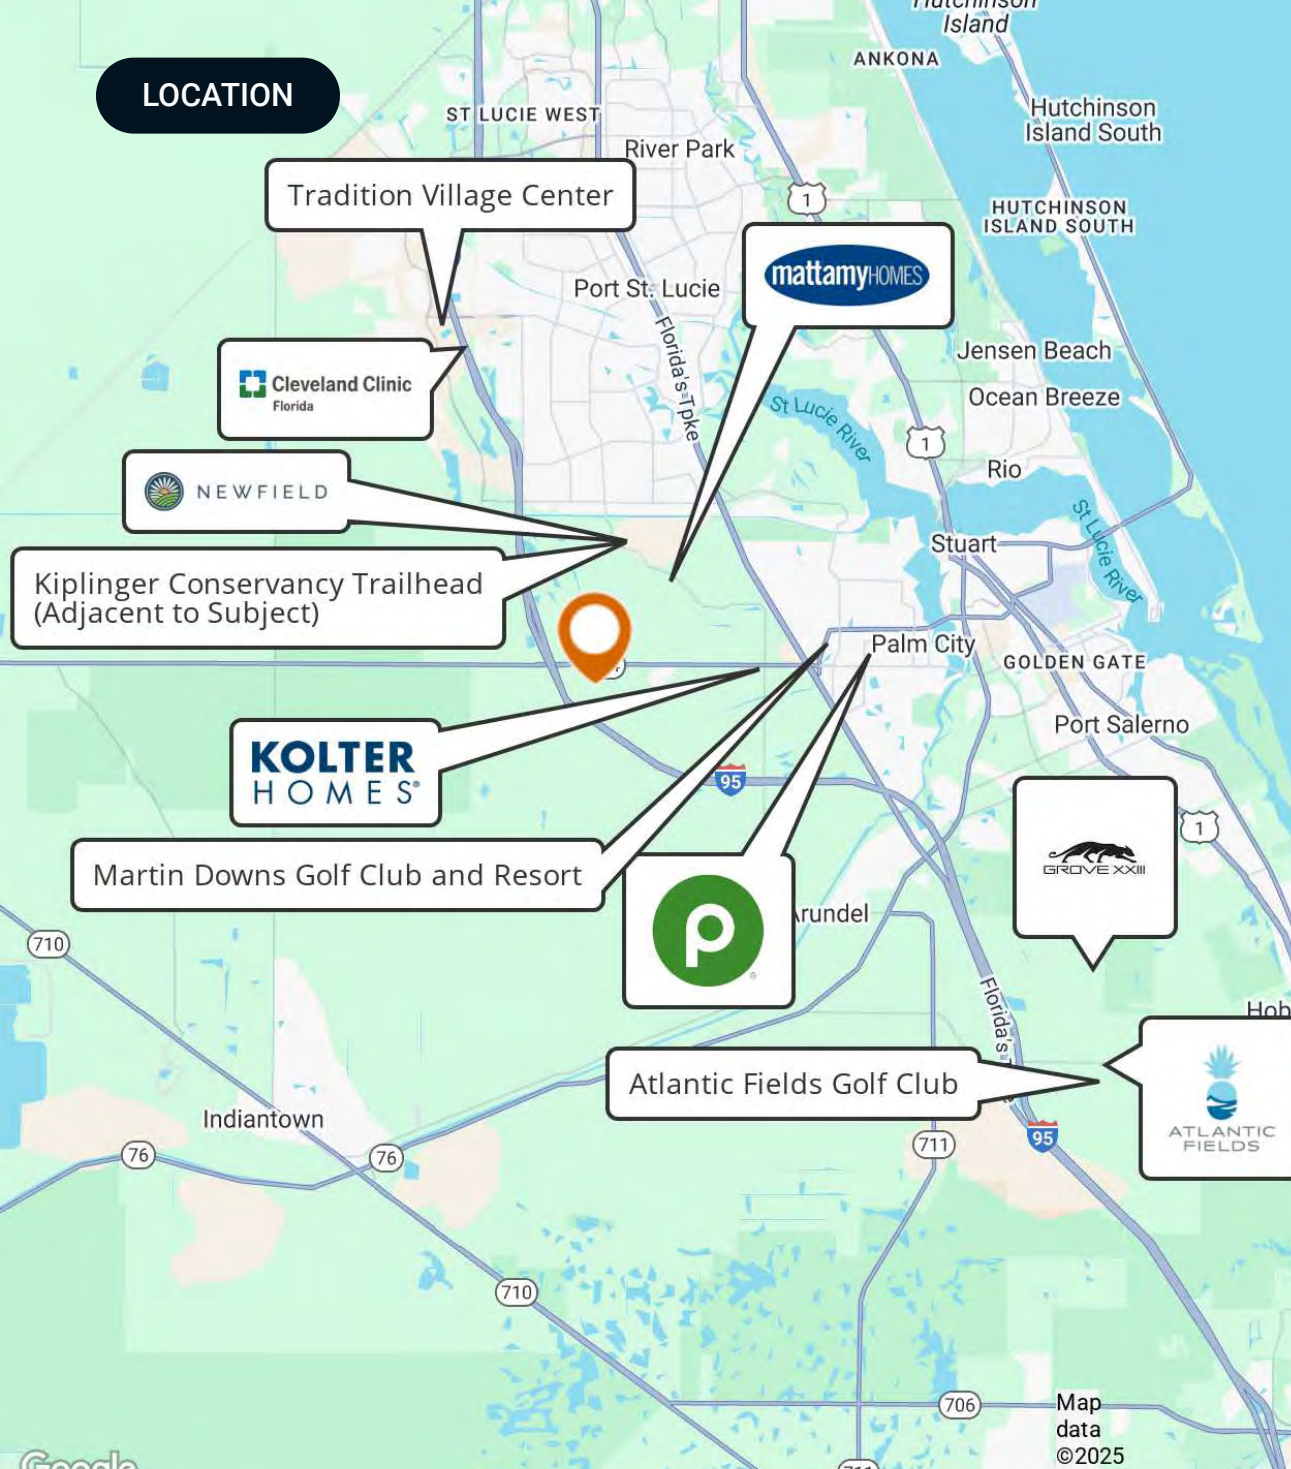 Hutchinson
Island
ANKONA
LOCATION
Hutchinson
Island South
ST LUCIE WEST
River Park
Tradition Village Center
1
HUTCHINSON
ISLAND SOUTH
mattamyHOMES
Port St. Lucie
Florida's Tpke
Jensen Beach
Cleveland Clinic
Florida
Ocean Breeze
St Lucie River
1
Rio
NEWFIELD
St Lucie River
Stuart
Kiplinger Conservancy Trailhead
(Adjacent to Subject)
Palm City
GOLDEN GATE
Port Salerno
KOLTER
HOMES®
95
1
GROVE XXIII
Martin Downs Golf Club and Resort
Arundel
p
®
710
Florida's T
Hob
Atlantic Fields Golf Club
ATLANTIC
FIELDS
Indiantown
76
76
711
95
710
706
Map
data
©2025
Google
711